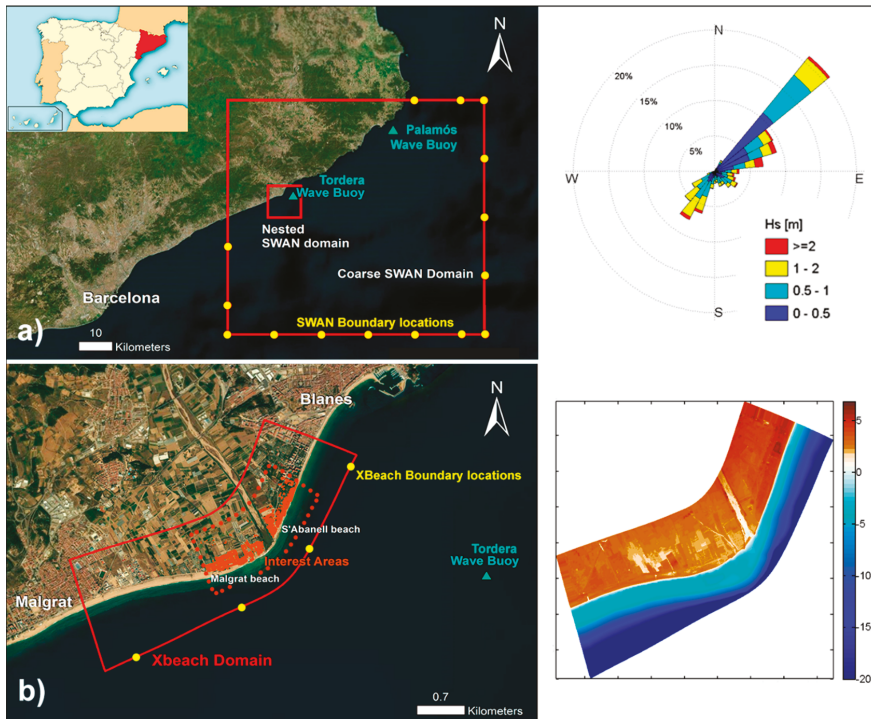 N
Palamós
Wave Buoy
Tordera
Wave Buoy
Nested
SWAN domain
Coarse SWAN Domain
Barcelona
SWAN Boundary locations
a)
10
Kilometers
N
20%
15%
10%
5%
W
E
S
Hs [m]
>=2
1 - 2
0.5 - 1
0 - 0.5
Blanes
N
XBeach Boundary locations
S'Abanell beach
Interest Areas
Malgrat beach
Tordera
Wave Buoy
Malgrat
Xbeach Domain
b)
0.7
Kilometers
5
0
-5
-10
-15
-20